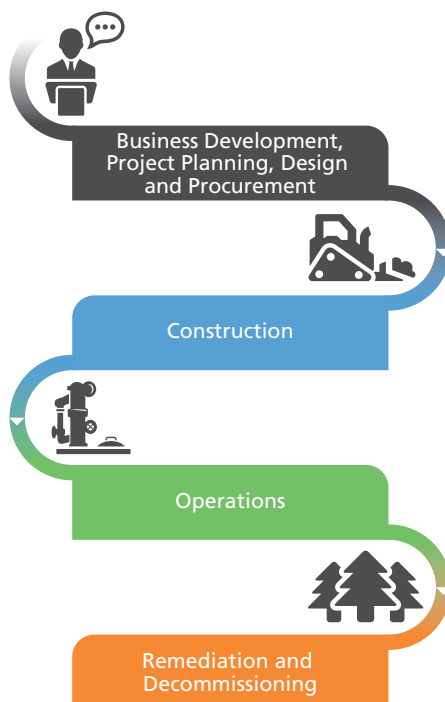 Business Development,
Project Planning, Design
and Procurement
Construction
Operations
Remediation and
Decommissioning